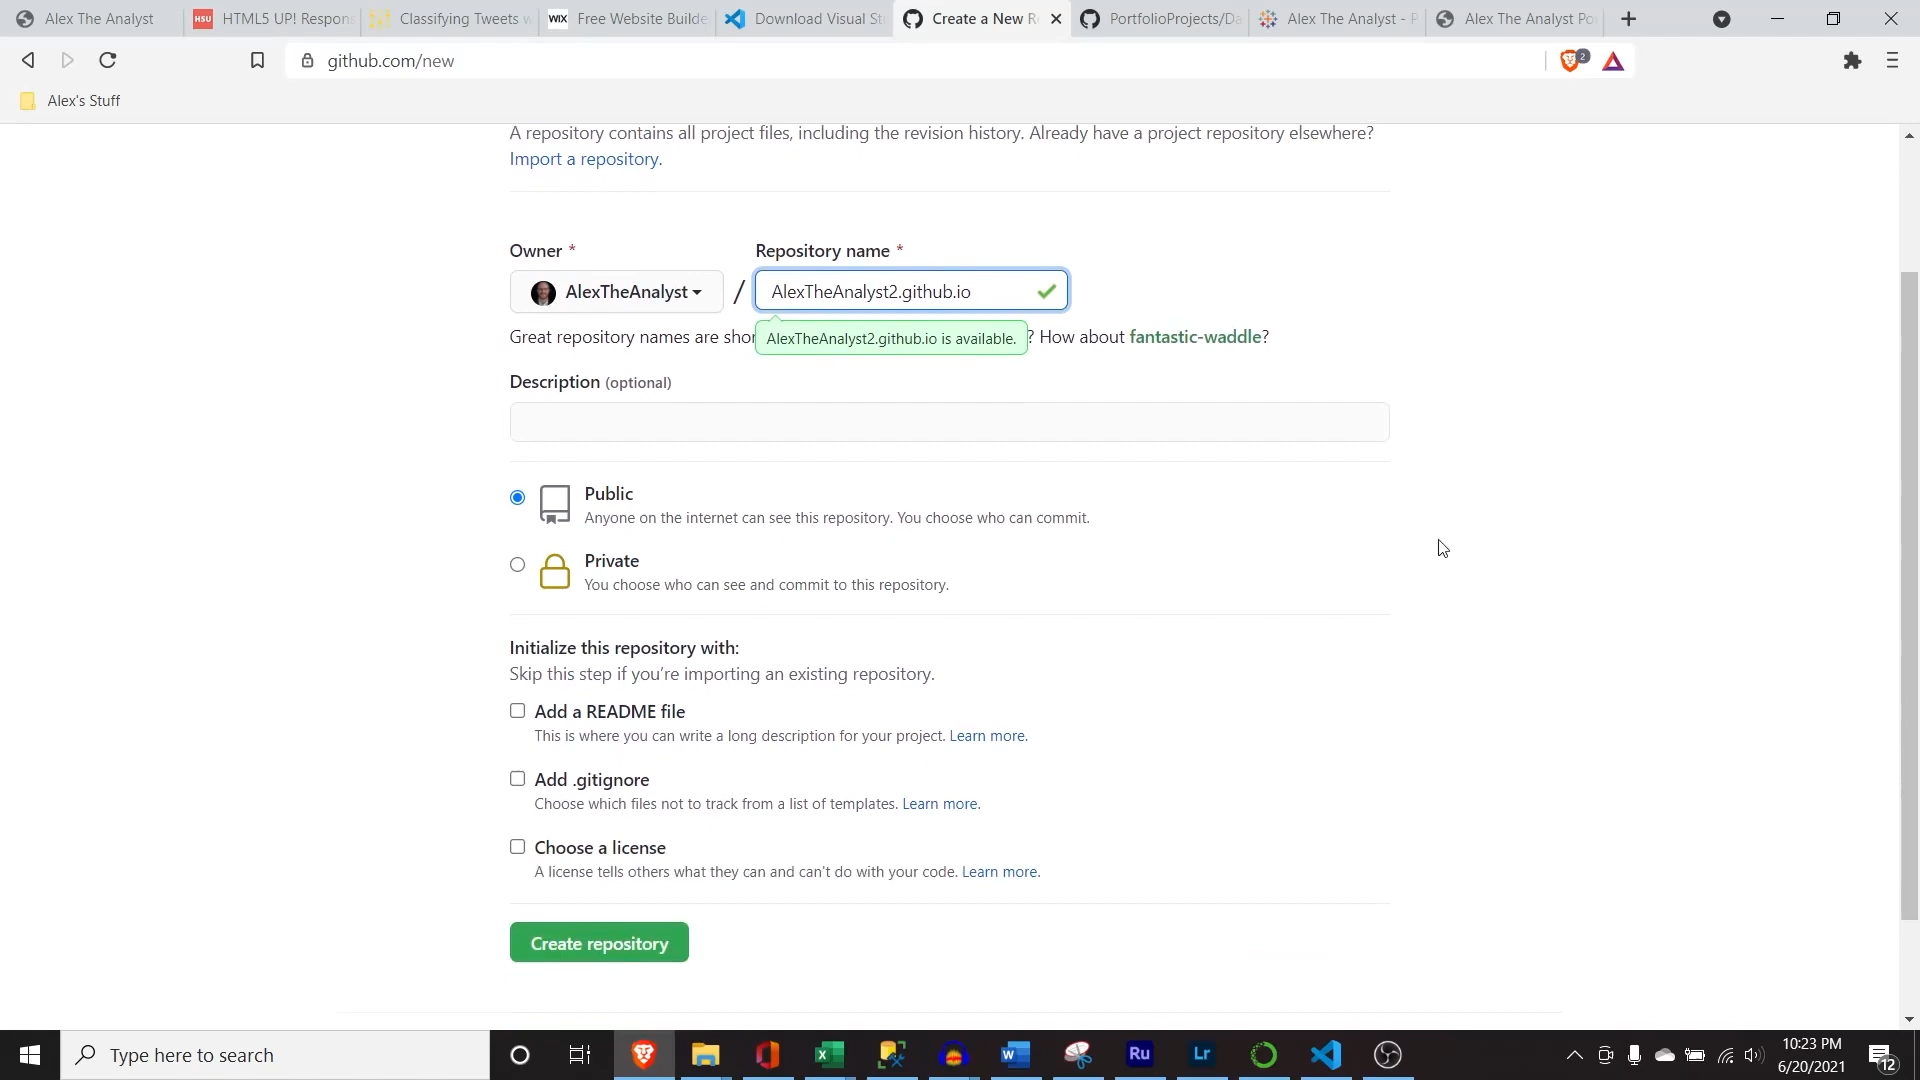 Alex The Analyst
H5U
HTML5 UP! Respons
Classifying Tweets w
WIX
Free Website Builde
Download Visual Stu
Create a New R
PortfolioProjects/Da
Alex The Analyst - P
Alex The Analyst Po
github.com/new
2
Alex's Stuff
A repository contains all project files, including the revision history. Already have a project repository elsewhere?
Import a repository.
Owner *
Repository name *
AlexTheAnalyst
/
AlexTheAnalyst2.github.io
Great repository names are shor
AlexTheAnalyst2.github.io is available.
? How about fantastic-waddle?
Description (optional)
Public
Anyone on the internet can see this repository. You choose who can commit.
Private
You choose who can see and commit to this repository.
Initialize this repository with:
Skip this step if you’re importing an existing repository.
Add a README file
This is where you can write a long description for your project. Learn more.
Add .gitignore
Choose which files not to track from a list of templates. Learn more.
Choose a license
A license tells others what they can and can't do with your code. Learn more.
Create repository
Type here to search
Ru
Lr
10:23 PM
6/20/2021
12